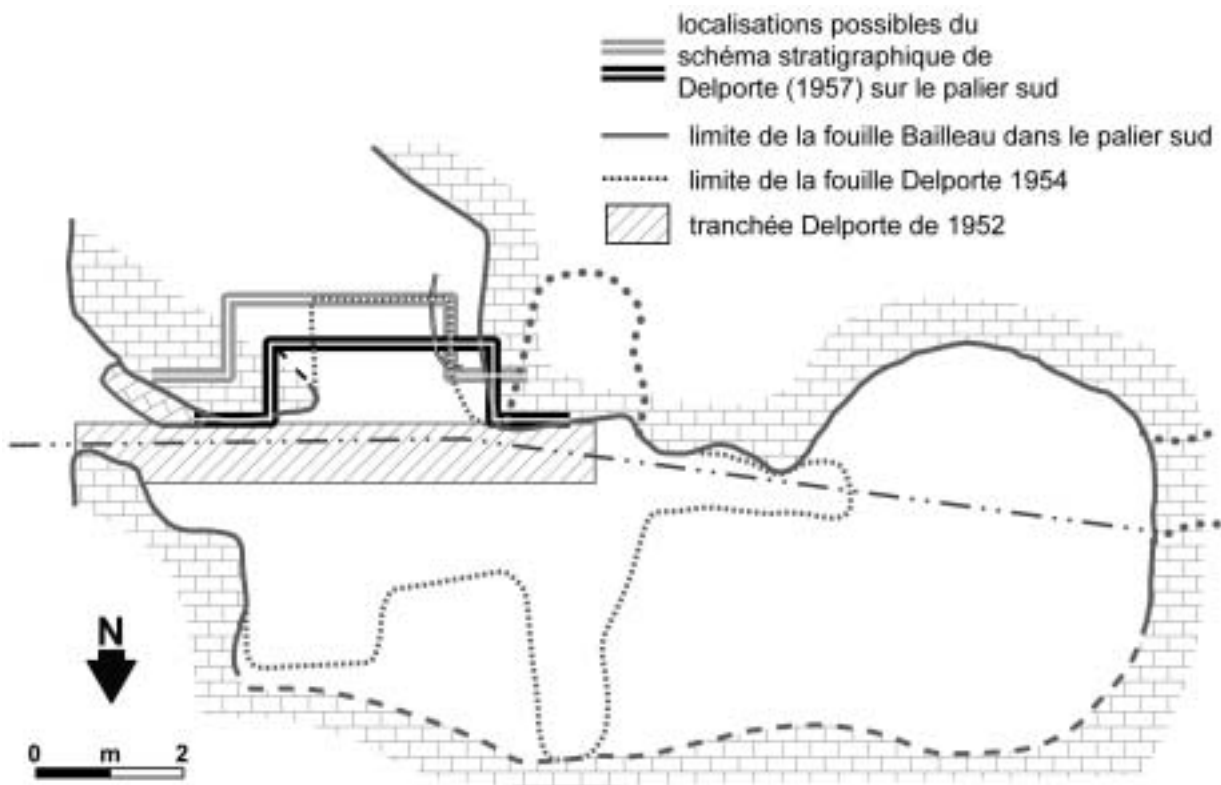 localisations possibles du
schéma stratigraphique de
Delporte (1957) sur le palier sud
limite de la fouille Bailleau dans le palier sud
limite de la fouille Delporte 1954
tranchée Delporte de 1952
N
0 m 2